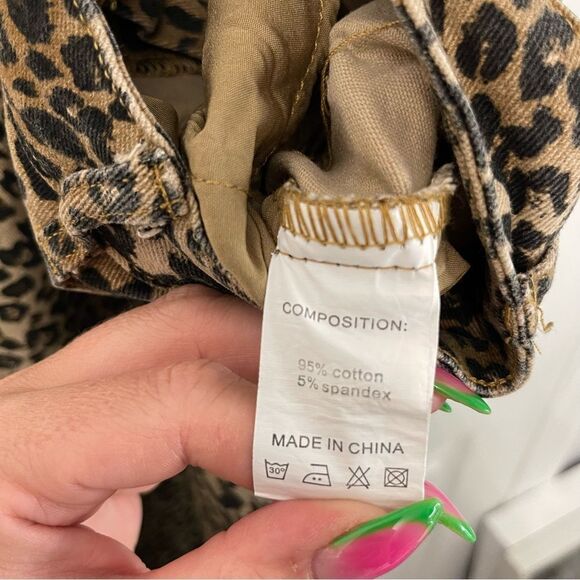 COMPOSITION:
95% cotton
5% spandex
MADE IN CHINA
30°